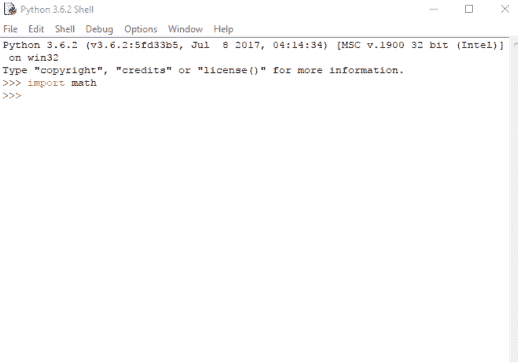 Python 3.6.2 Shell
File Edit Shell Debug Options Window Help
Python 3.6.2 (v3.6.2:5fd33b5, Jul  8 2017, 04:14:34) [MSC v.1900 32 bit (Intel)]
 on win32
Type "copyright", "credits" or "license()" for more information.
>>> import math
>>>